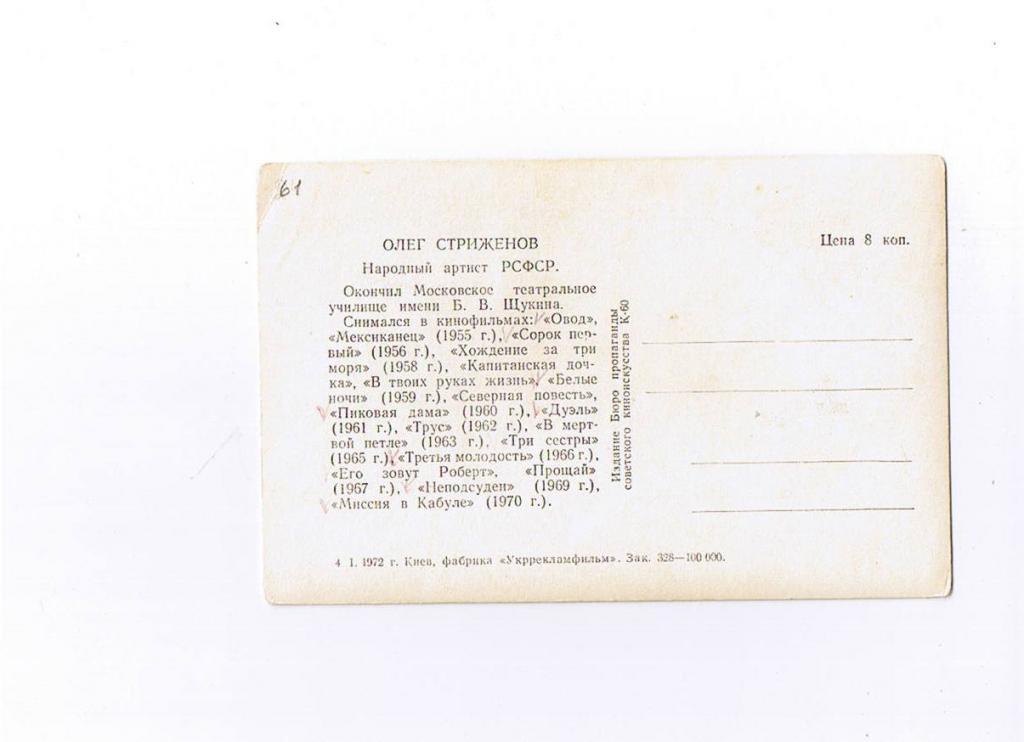 61
ОЛЕГ СТРИЖЕНОВ
Народный артист РСФСР.
Окончил Московское театральное
училище имени Б. В. Щукина.
Снимался в кинофильмах: «Овод»,
«Мексиканец» (1955 г.), «Сорок пер-
вый» (1956 г.), «Хождение за три
моря» (1958 г.), «Капитанская доч-
ка», «В твоих руках жизнь», «Белые
ночи» (1959 г.), «Северная повесть»,
«Пиковая дама» (1960 г.), «Дуэль»
(1961 г.), «Трус» (1962 г.), «В мерт-
вой петле» (1963 г.), «Три сестры»
(1965 г.), «Третья молодость» (1966 г.),
«Его зовут Роберт», «Прощай»
(1967 г.), «Неподсуден» (1969 г.),
«Миссия в Кабуле» (1970 г.).
4 I. 1972 г. Киев, фабрика «Укррекламфильм». Зак. 328—100 000.
Издание Бюро пропаганды
советского киноискусства К-60
Цена 8 коп.